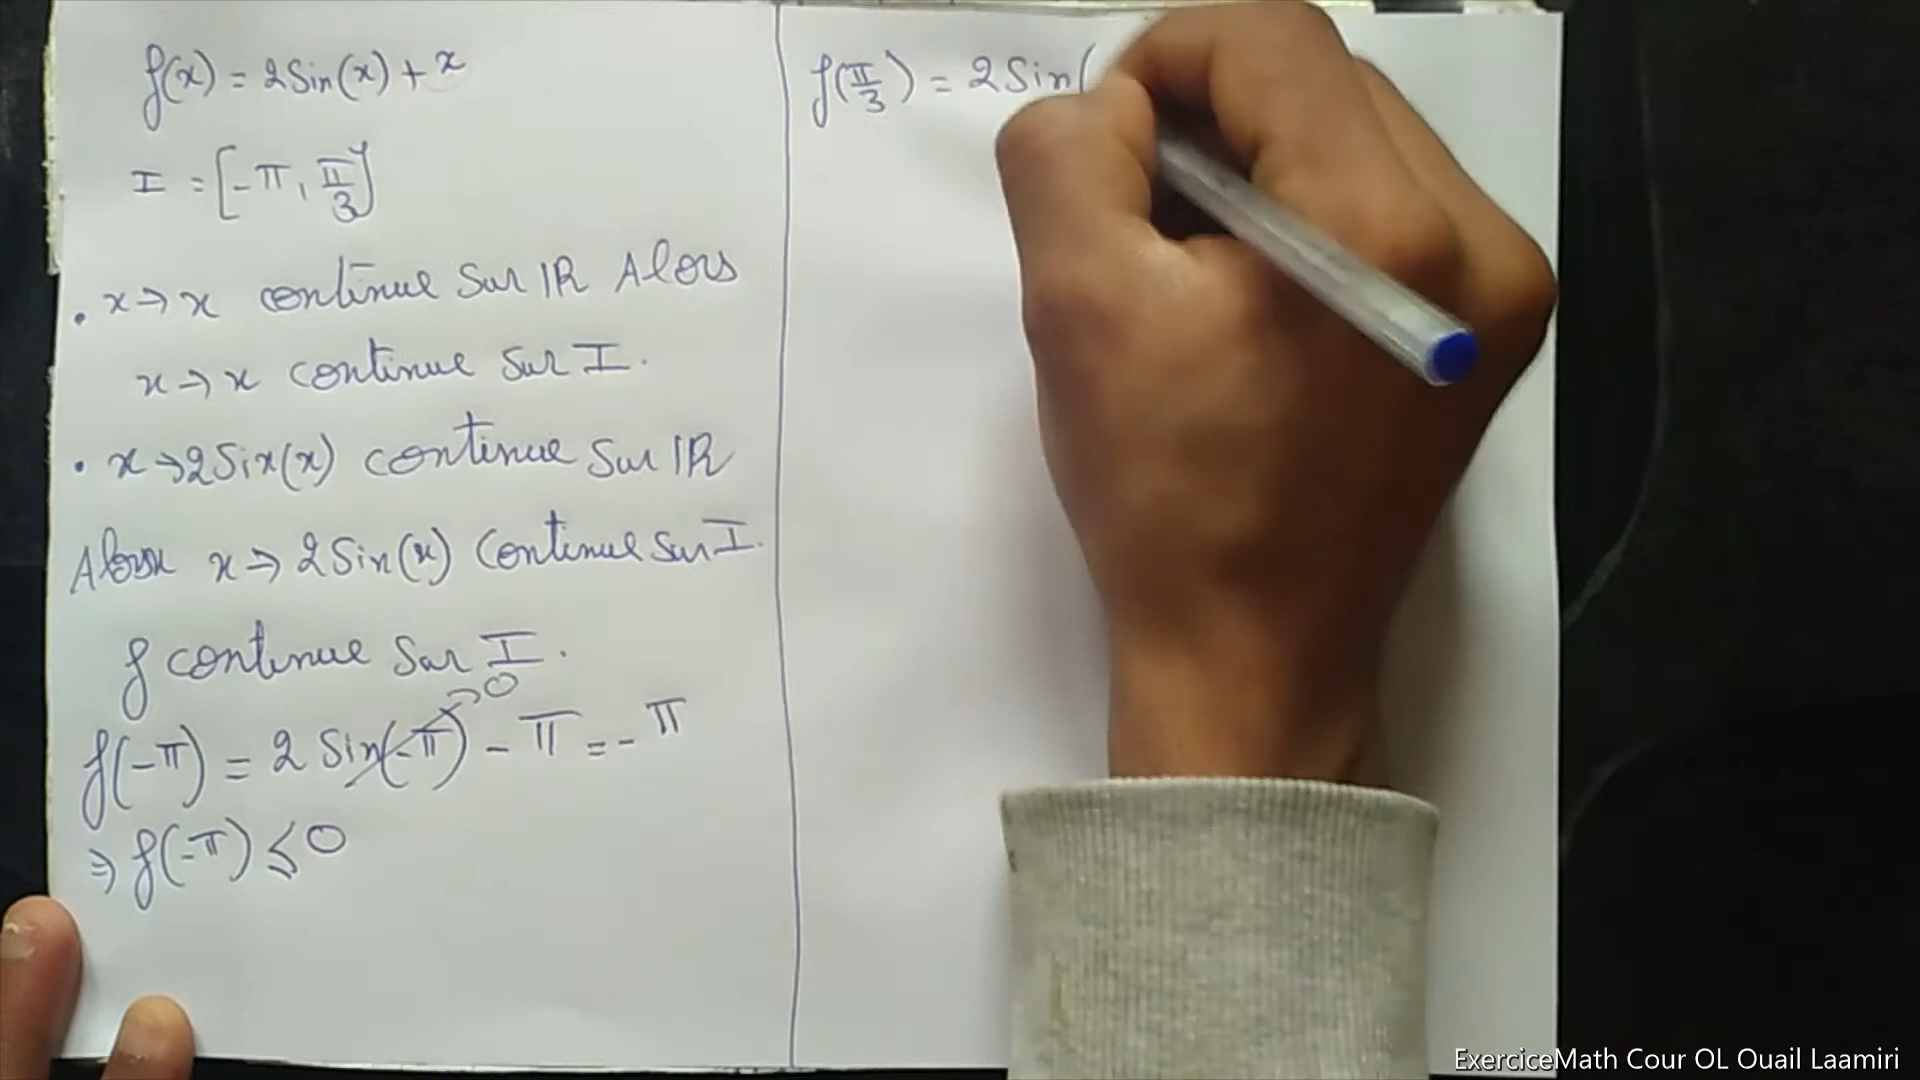 f(x) = 2Sin(x) + x
I = [-π, π/3]
. x → x continue Sur IR Alors
x → x continue Sur I.
. x → 2Six(x) continue Sur IR
Alors x → 2Sin(x) Continue Sur I.
f continue Sur I.
→ 0
f(-π) = 2 Sin(-π) - π = - π
⇒ f(-π) ≤ 0
f(π/3) = 2Sin(
ExerciceMath Cour OL Ouail Laamiri